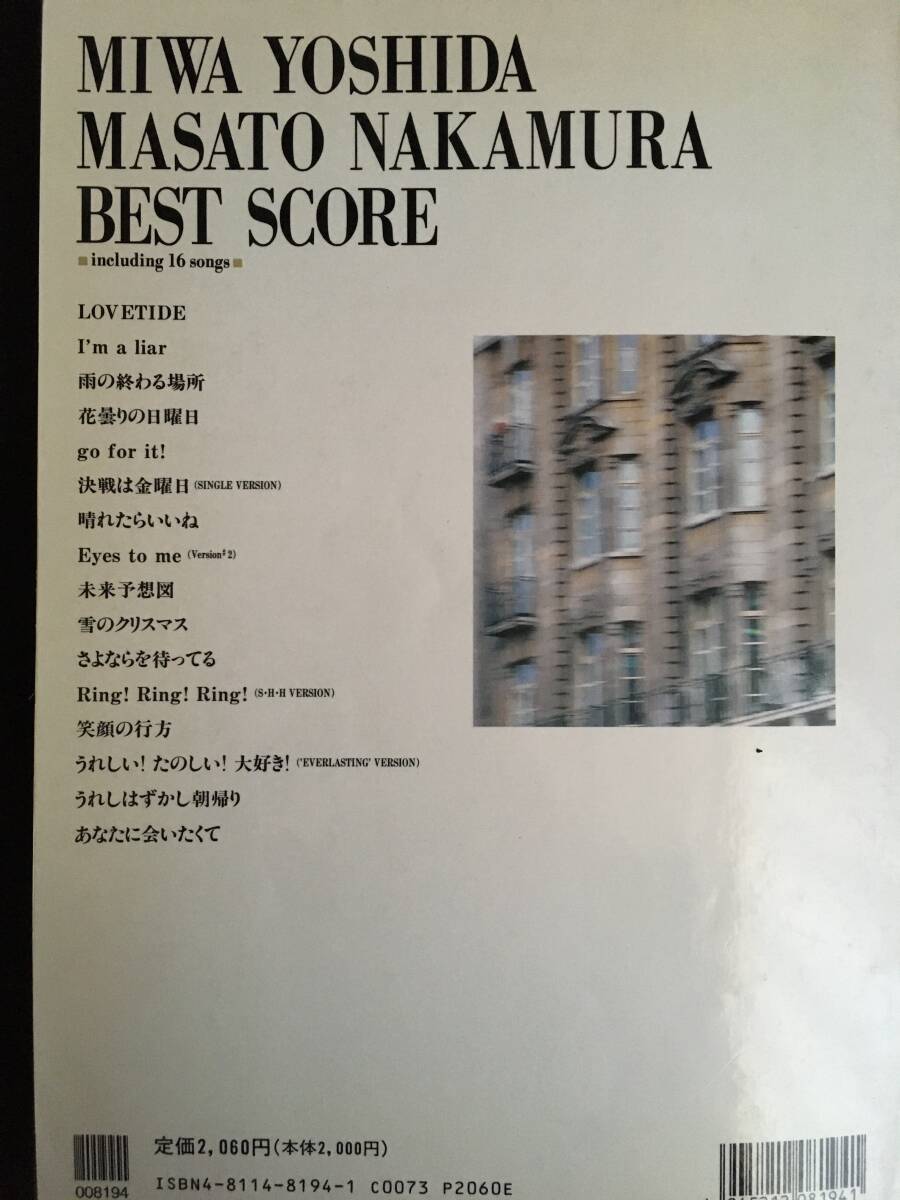 MIWA YOSHIDA
MASATO NAKAMURA
BEST SCORE
■including 16 songs■
LOVETIDE
I'm a liar
雨の終わる場所
花曇りの日曜日
go for it!
決戦は金曜日(SINGLE VERSION)
晴れたらいいね
Eyes to me (Version♯2)
未来予想図
雪のクリスマス
さよならを待ってる
Ring! Ring! Ring! (S・H・H VERSION)
笑顔の行方
うれしい! たのしい! 大好き! ('EVERLASTING' VERSION)
うれしはずかし朝帰り
あなたに会いたくて
定価2,060円(本体2,000円)
ISBN4-8114-8194-1 C0073 P2060E
008194